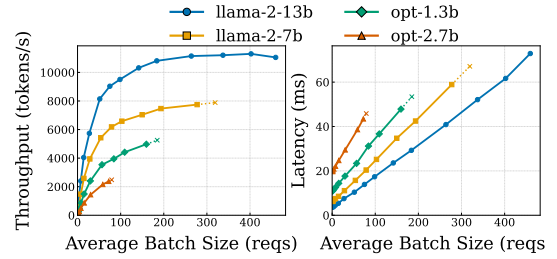 llama-2-13b
opt-1.3b
llama-2-7b
opt-2.7b
Throughput (tokens/s)
10000
8000
6000
4000
2000
0
0
100
200
300
400
Average Batch Size (reqs)
Latency (ms)
60
40
20
0
0
100
200
300
400
Average Batch Size (reqs)